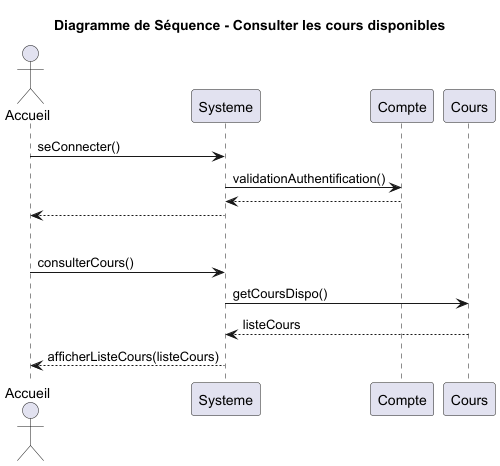 Diagramme de Séquence - Consulter les cours disponibles
Accueil
Systeme
Compte
Cours
seConnecter()
validationAuthentification()
consulterCours()
getCoursDispo()
listeCours
afficherListeCours(listeCours)
Accueil
Systeme
Compte
Cours